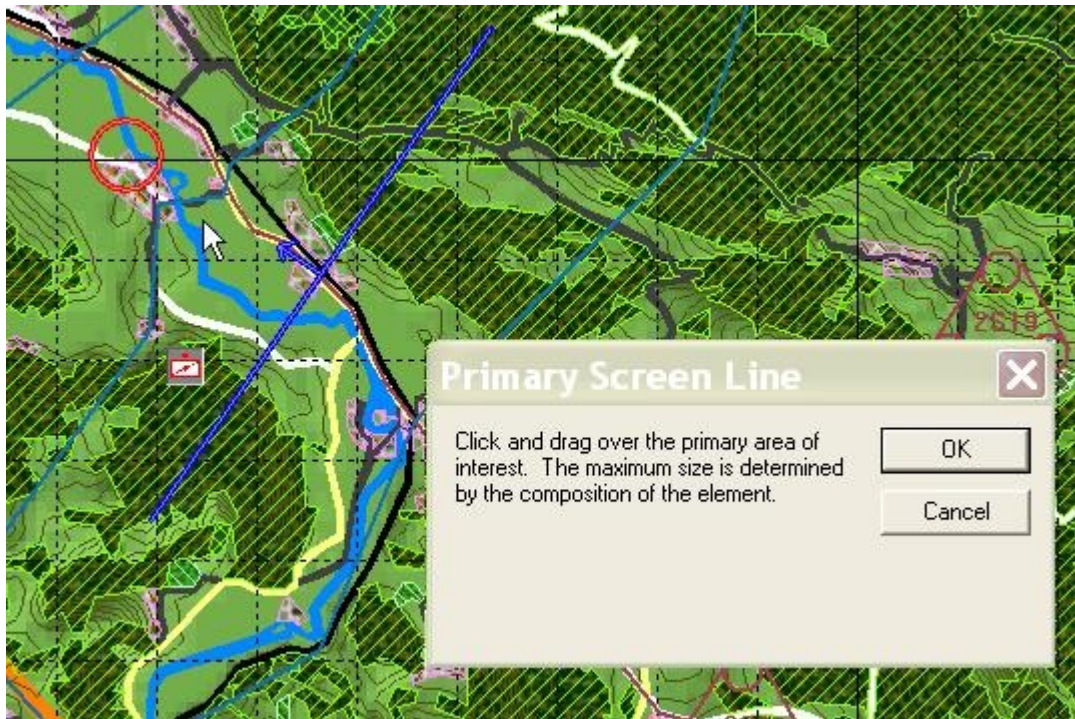 2619
Primary Screen Line
Click and drag over the primary area of
interest. The maximum size is determined
by the composition of the element.
OK
Cancel